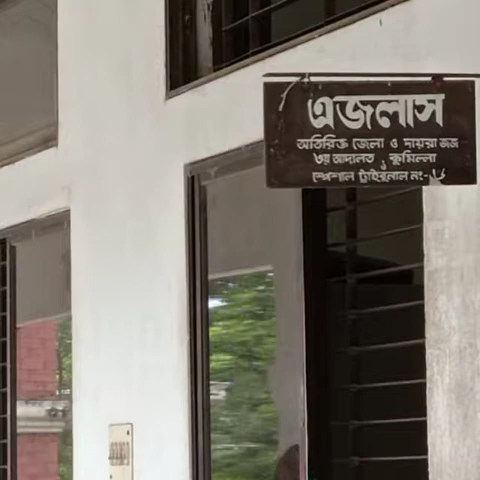 এজলাস
অতিরিক্ত জেলা ও দায়রা জজ
৩য় আদালত, কুমিল্লা
স্পেশাল ট্রাইবুনাল নং-